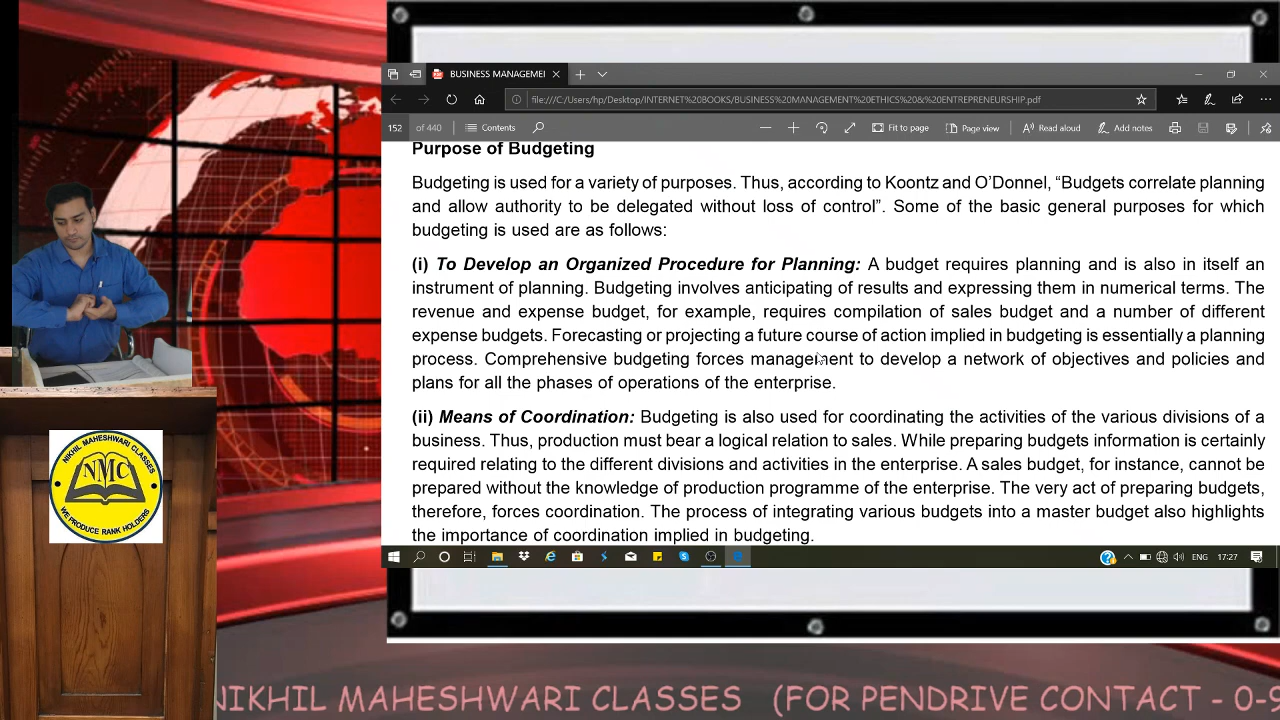 BUSINESS MANAGEMEI
file:///C:/Users/hp/Desktop/INTERNET%20BOOKS/BUSINESS%20MANAGEMENT%20ETHICS%20&%20ENTREPRENEURSHIP.pdf
152 of 440 Contents Fit to page Page view Read aloud Add notes
Purpose of Budgeting
Budgeting is used for a variety of purposes. Thus, according to Koontz and O'Donnel, “Budgets correlate planning
and allow authority to be delegated without loss of control”. Some of the basic general purposes for which
budgeting is used are as follows:
(i) To Develop an Organized Procedure for Planning: A budget requires planning and is also in itself an
instrument of planning. Budgeting involves anticipating of results and expressing them in numerical terms. The
revenue and expense budget, for example, requires compilation of sales budget and a number of different
expense budgets. Forecasting or projecting a future course of action implied in budgeting is essentially a planning
process. Comprehensive budgeting forces management to develop a network of objectives and policies and
plans for all the phases of operations of the enterprise.
(ii) Means of Coordination: Budgeting is also used for coordinating the activities of the various divisions of a
business. Thus, production must bear a logical relation to sales. While preparing budgets information is certainly
required relating to the different divisions and activities in the enterprise. A sales budget, for instance, cannot be
prepared without the knowledge of production programme of the enterprise. The very act of preparing budgets,
therefore, forces coordination. The process of integrating various budgets into a master budget also highlights
the importance of coordination implied in budgeting.
ENG 17:27
NIKHIL MAHESHWARI CLASSES
NMC
WE PRODUCE RANK HOLDERS
NIKHIL MAHESHWARI CLASSES (FOR PENDRIVE CONTACT - 0-9